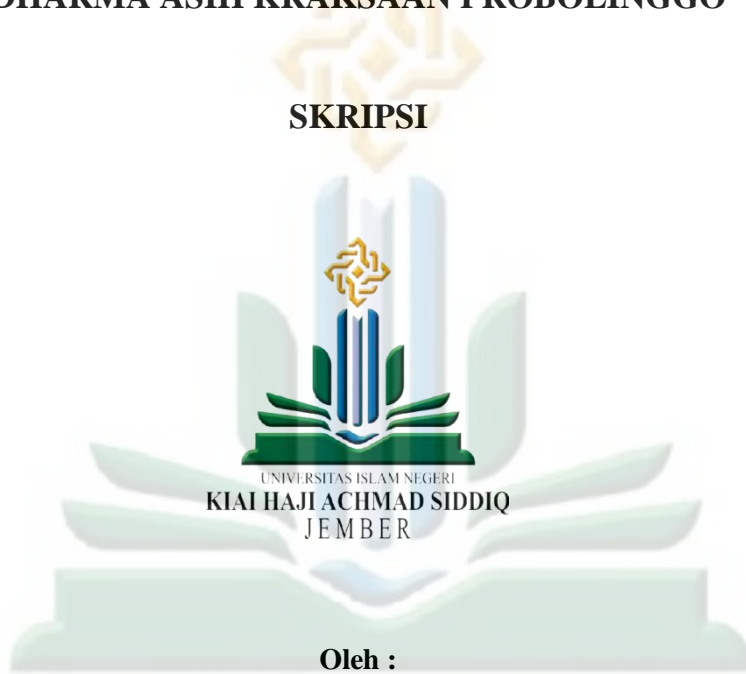 DHARMA ASIH KRAKSAAN PROBOLINGGO
SKRIPSI
UNIVERSITAS ISLAM NEGERI
KIAI HAJI ACHMAD SIDDIQ
JEMBER
Oleh :